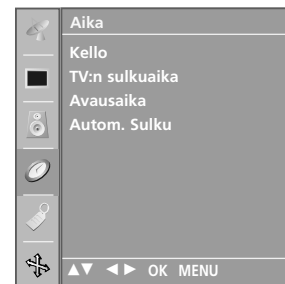 Aika
Kello
TV:n sulkuaika
Avausaika
Autom. Sulku
▲▼ ◄► OK MENU